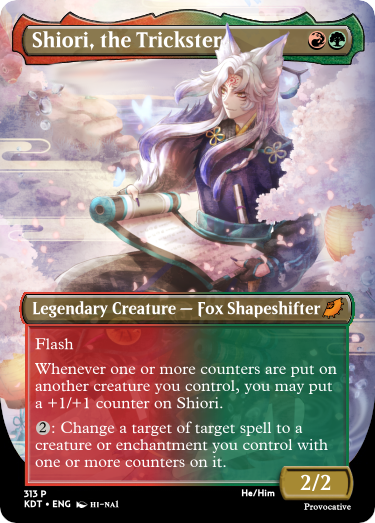 Shiori, the Trickster
Legendary Creature — Fox Shapeshifter
Flash
Whenever one or more counters are put on
another creature you control, you may put
a +1/+1 counter on Shiori.
2: Change a target of target spell to a
creature or enchantment you control with
one or more counters on it.
2/2
313 P
He/Him
KDT • ENG HI-NAI
Provocative